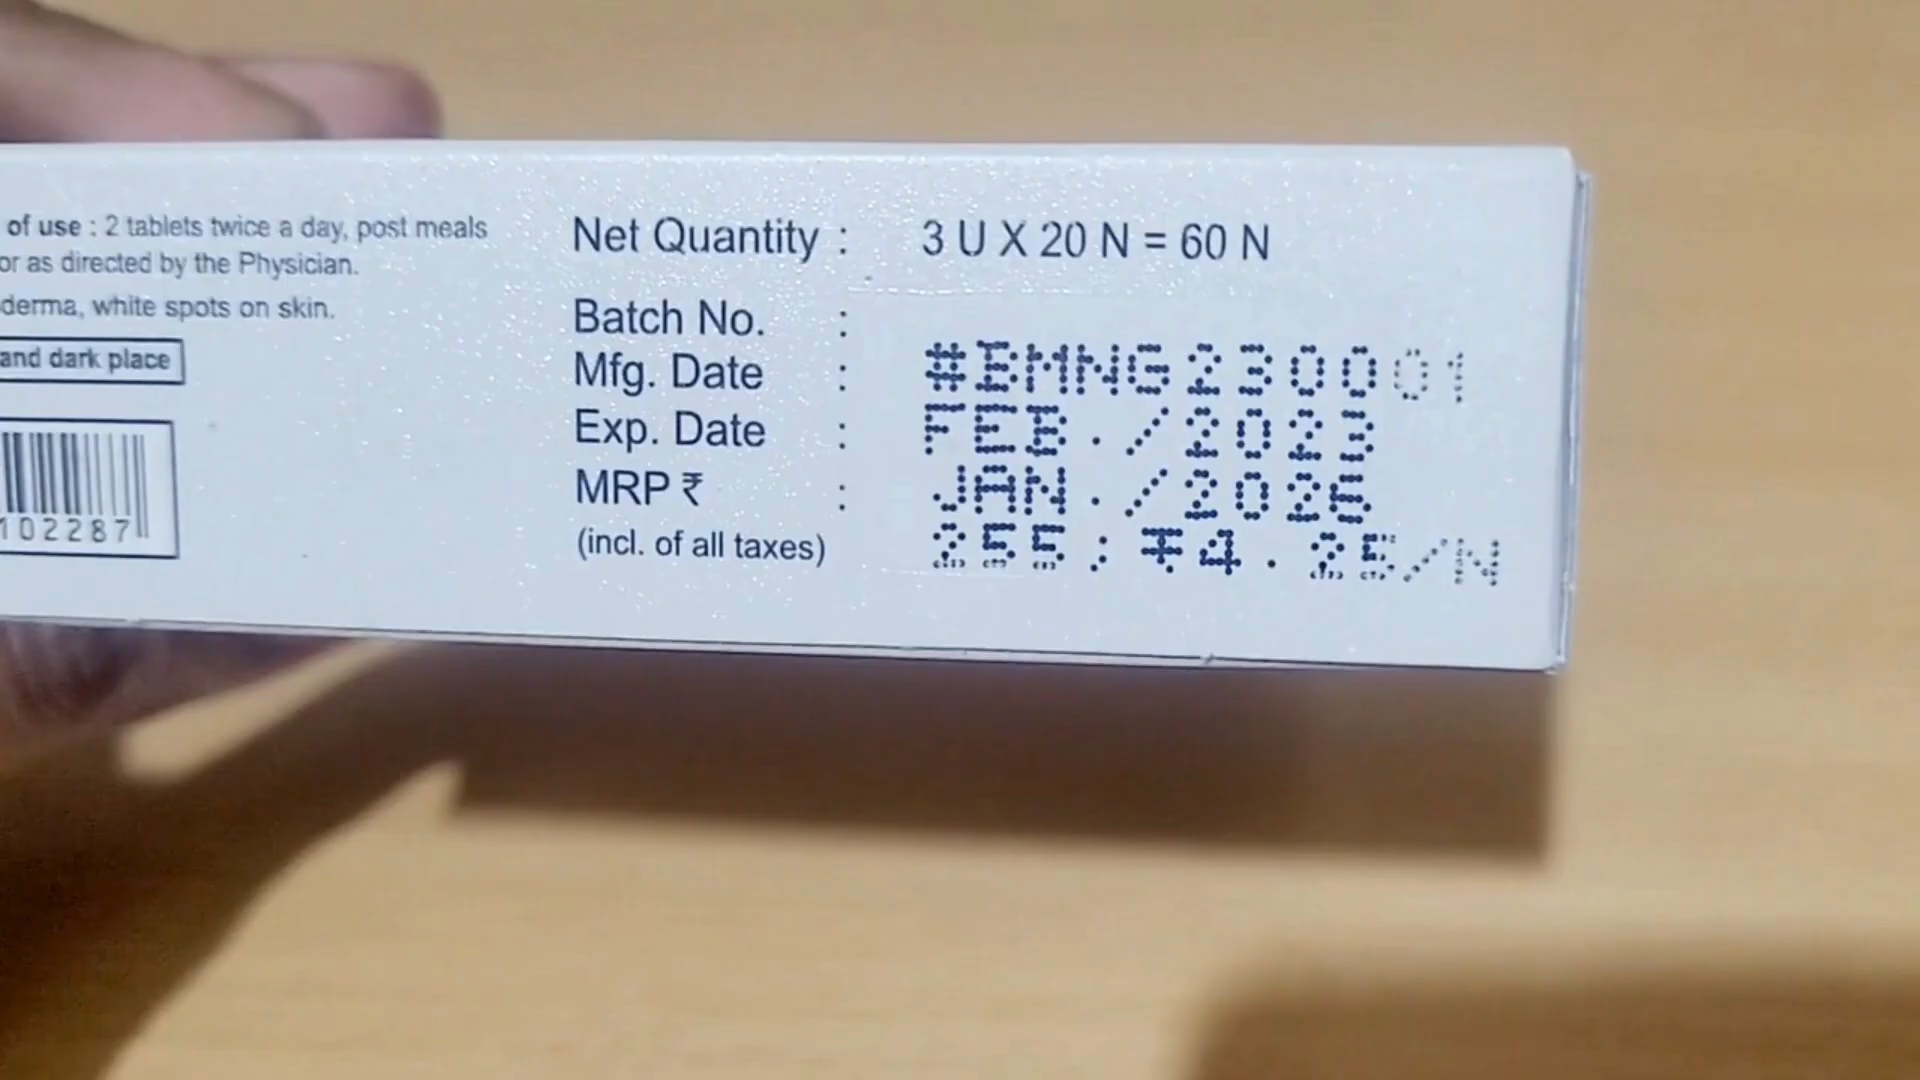 of use : 2 tablets twice a day, post meals
or as directed by the Physician.
derma, white spots on skin.
and dark place
102287
Net Quantity : 3 U X 20 N = 60 N
Batch No. : #BMNG230001
Mfg. Date : FEB./2023
Exp. Date : JAN./2026
MRP ₹ : 255;₹4.25/N
(incl. of all taxes)